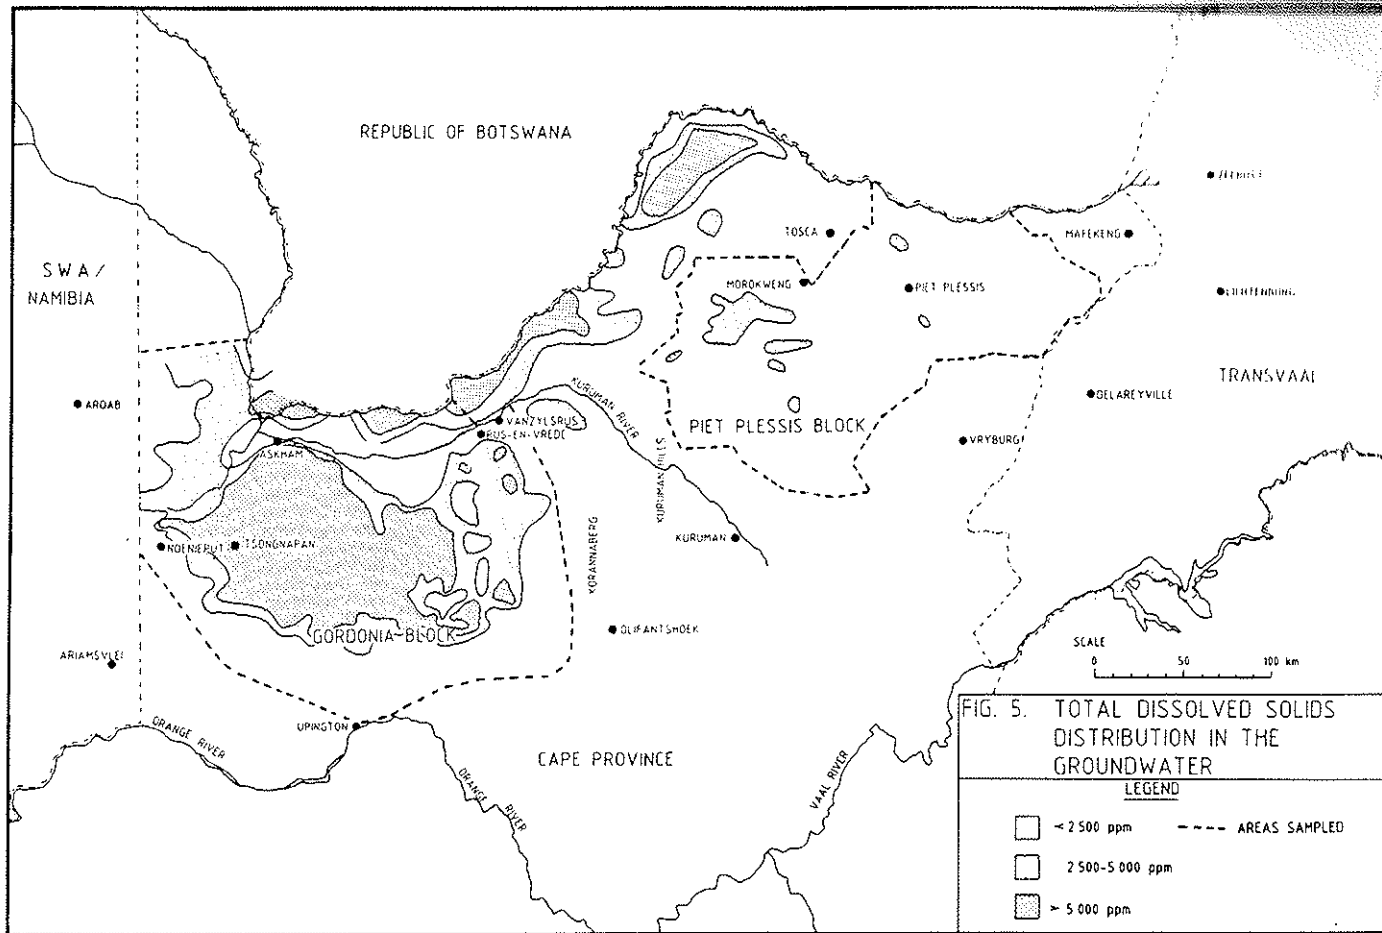 REPUBLIC OF BOTSWANA
SWA/
NAMIBIA
TOSCA
MAFEKENG
MOROKWENG
PIET PLESSIS
LICHTENBURG
TRANSVAAL
AROAB
DELAREYVILLE
KURUMAN RIVER
VANZYLSRUS
RUS-EN-VREDE
PIET PLESSIS BLOCK
VRYBURG
ASKHAM
KURUMAN HILLS
NOENIEPUT
TSONGNAPAN
KORANNABERG
KURUMAN
GORDONIA-BLOCK
OLIFANTSHOEK
ARIAMSVLEI
SCALE
0 50 100 km
ORANGE RIVER
UPINGTON
CAPE PROVINCE
ORANGE RIVER
VAAL RIVER
FIG. 5. TOTAL DISSOLVED SOLIDS
DISTRIBUTION IN THE
GROUNDWATER
LEGEND
< 2 500 ppm
AREAS SAMPLED
2 500-5 000 ppm
> 5 000 ppm